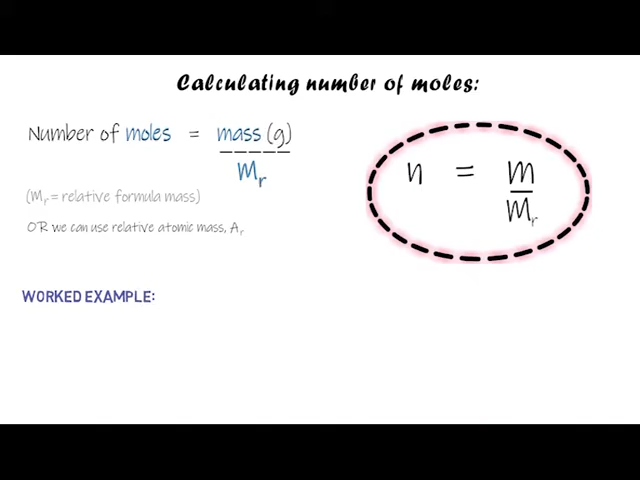 Calculating number of moles:
Number of moles = mass (g)
Mr
(Mr = relative formula mass)
OR we can use relative atomic mass, Ar
n = m
Mr
WORKED EXAMPLE: